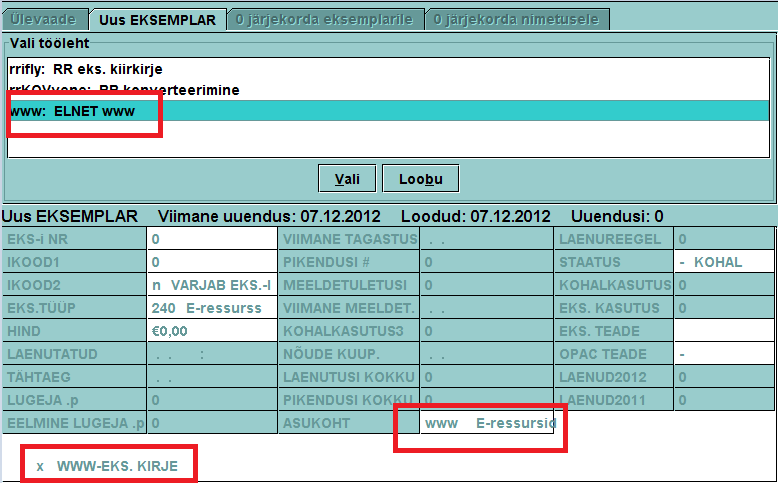 Ülevaade Uus EKSEMPLAR 0 järjekorda eksemplarile 0 järjekorda nimetusele
Vali tööleht
rrifly: RR eks. kiirkirje
rrKOVvene: RR konverteerimine
www: ELNET www
Vali Loobu
Uus EKSEMPLAR Viimane uuendus: 07.12.2012 Loodud: 07.12.2012 Uuendusi: 0
EKS-i NR 0 VIIMANE TAGASTUS . . LAENUREEGEL 0
IKOOD1 0 PIKENDUSI # 0 STAATUS - KOHAL
IKOOD2 n VARJAB EKS.-I MEELDETULETUSI 0 KOHALKASUTUS 0
EKS.TÜÜP 240 E-ressurss VIIMANE MEELDET. . . EKS. KASUTUS 0
HIND €0,00 KOHALKASUTUS3 0 EKS. TEADE
LAENUTATUD . . : NÕUDE KUUP. . . OPAC TEADE -
TÄHTAEG . . LAENUTUSI KOKKU 0 LAENUD2012 0
LUGEJA .p 0 PIKENDUSI KOKKU 0 LAENUD2011 0
EELMINE LUGEJA .p 0 ASUKOHT www E-ressursid
x WWW-EKS. KIRJE